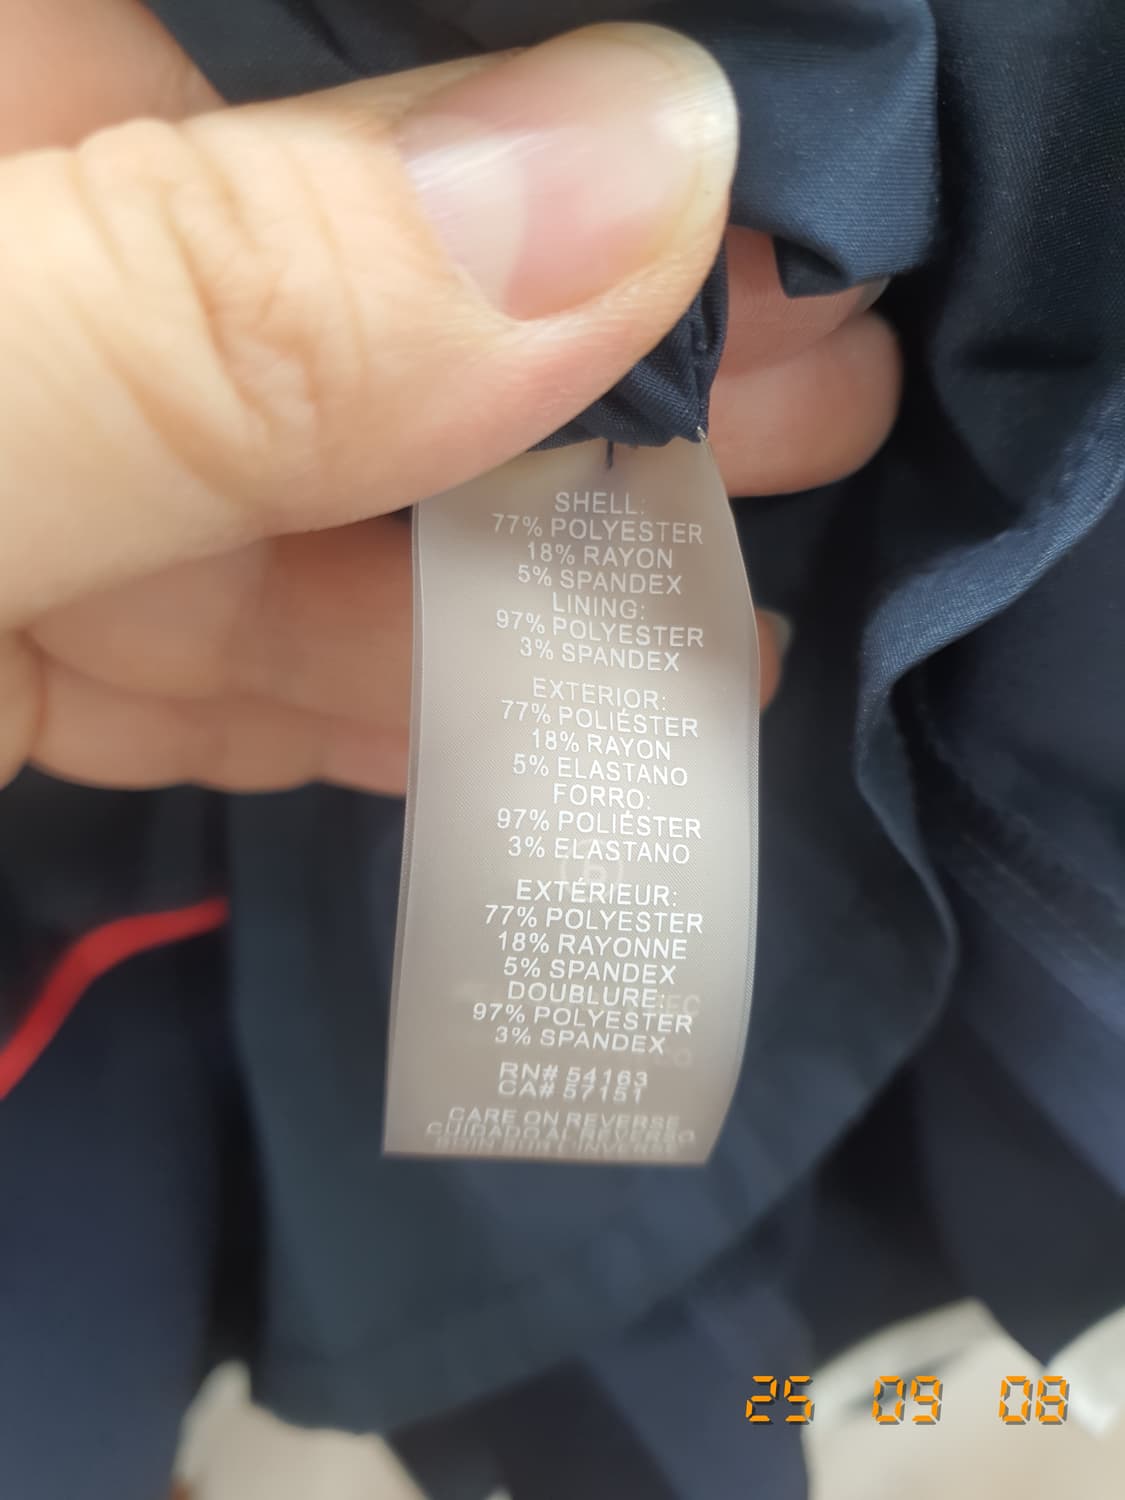 SHELL:
77% POLYESTER
18% RAYON
5% SPANDEX
LINING:
97% POLYESTER
3% SPANDEX
EXTERIOR:
77% POLIÉSTER
18% RAYON
5% ELASTANO
FORRO:
97% POLIÉSTER
3% ELASTANO
EXTÉRIEUR:
77% POLYESTER
18% RAYONNE
5% SPANDEX
DOUBLURE:
97% POLYESTER
3% SPANDEX
RN# 54163
CA# 57151
CARE ON REVERSE
CUIDADO AL REVERSO
25 09 08